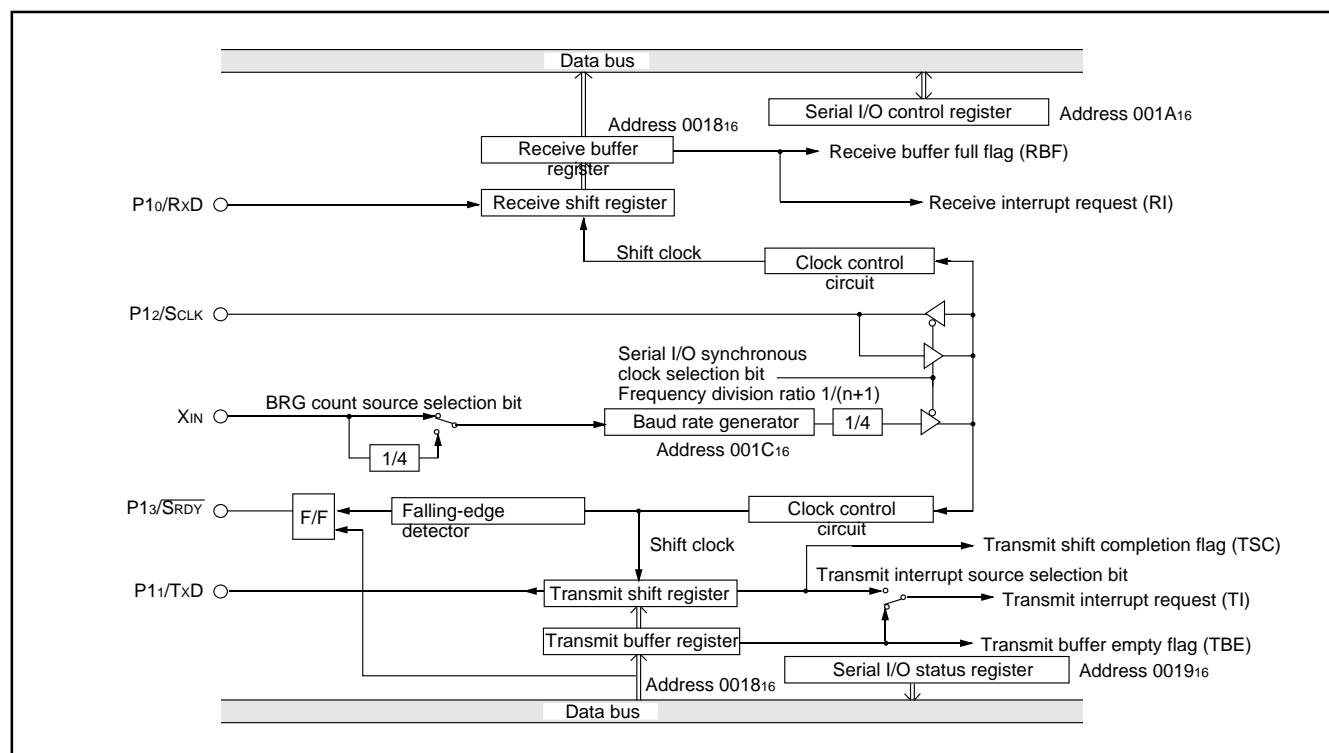 Data bus
Serial I/O control register
Address 001A16
Address 001816
Receive buffer
register
Receive buffer full flag (RBF)
P10/RXD
Receive shift register
Receive interrupt request (RI)
Shift clock
Clock control
circuit
P12/SCLK
Serial I/O synchronous
clock selection bit
Frequency division ratio 1/(n+1)
XIN
BRG count source selection bit
Baud rate generator
1/4
1/4
Address 001C16
P13/SRDY
F/F
Falling-edge
detector
Clock control
circuit
Shift clock
Transmit shift completion flag (TSC)
Transmit interrupt source selection bit
P11/TXD
Transmit shift register
Transmit interrupt request (TI)
Transmit buffer register
Transmit buffer empty flag (TBE)
Serial I/O status register
Address 001916
Address 001816
Data bus